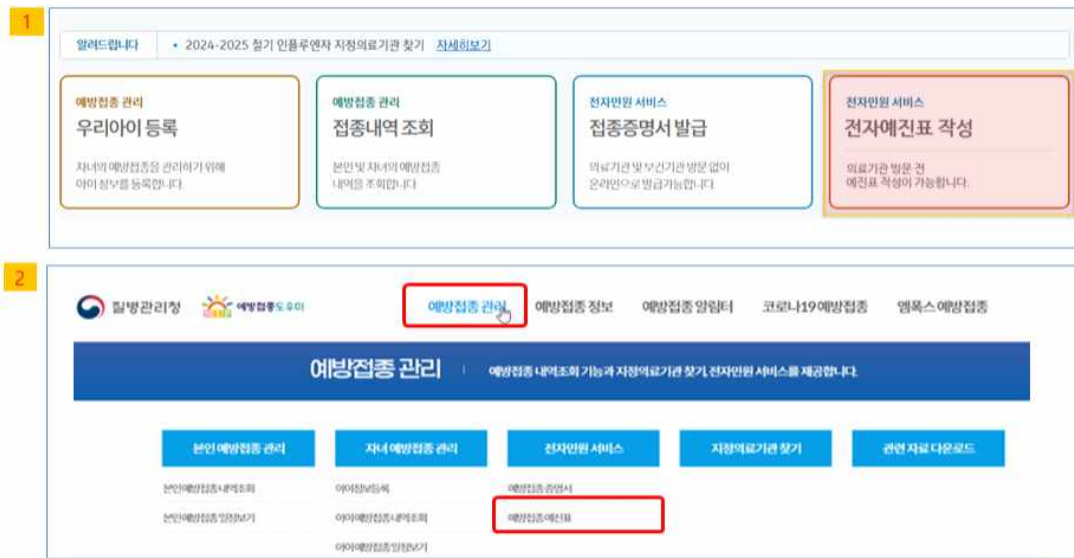 1
알려드립니다 • 2024-2025 절기 인플루엔자 지정의료기관 찾기 자세히보기
예방접종 관리
우리아이 등록
자녀의 예방접종을 관리하기 위해
아이 정보를 등록합니다.
예방접종 관리
접종내역 조회
본인 및 자녀의 예방접종
내역을 조회합니다.
전자민원 서비스
접종증명서 발급
의료기관 및 보건기관 방문 없이
온라인으로 발급가능합니다.
전자민원 서비스
전자예진표 작성
의료기관 방문 전
예진표 작성이 가능합니다.
2
질병관리청 예방접종도우미 예방접종 관리 예방접종 정보 예방접종 알림터 코로나19 예방접종 엠폭스 예방접종
예방접종 관리 | 예방접종 내역조회 기능과 지정의료기관 찾기, 전자민원 서비스를 제공합니다.
본인 예방접종 관리 자녀 예방접종 관리 전자민원 서비스 지정의료기관 찾기 관련 자료 다운로드
본인예방접종 내역조회 아이정보등록 예방접종 증명서
본인예방접종 일정보기 아이예방접종 내역조회 예방접종 예진표
아이예방접종 일정보기